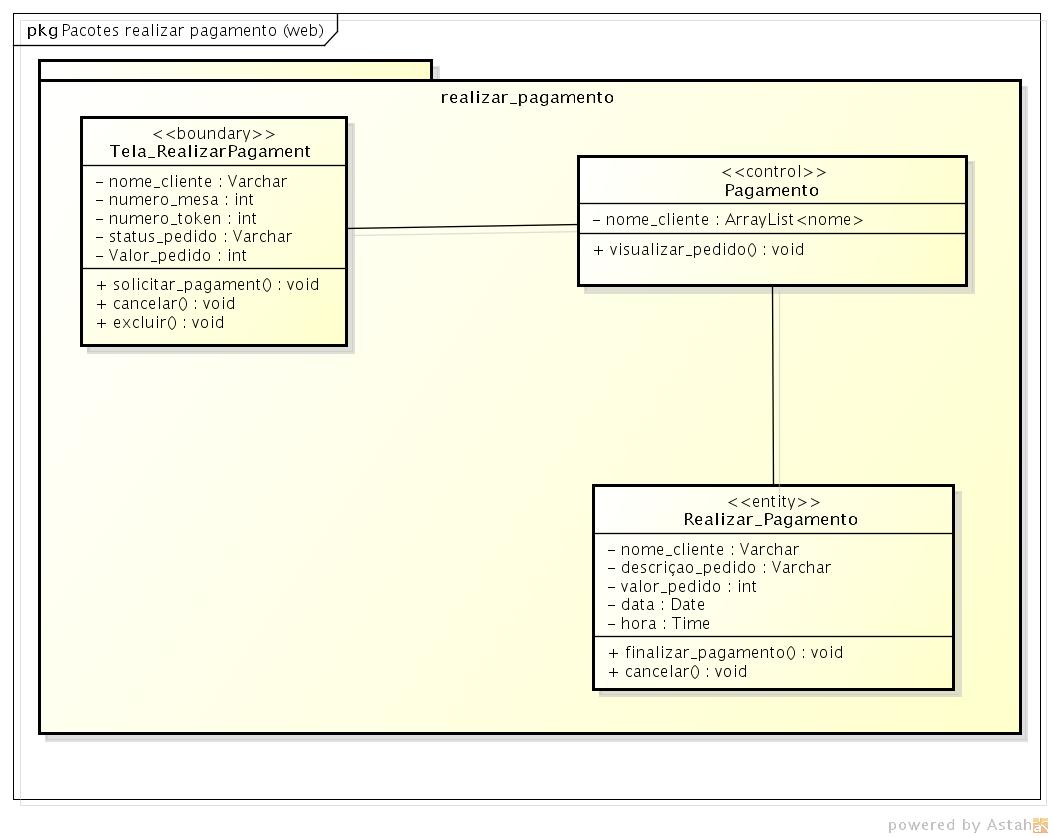 pkg Pacotes realizar pagamento (web)
realizar_pagamento
<<boundary>>
Tela_RealizarPagament
- nome_cliente : Varchar
- numero_mesa : int
- numero_token : int
- status_pedido : Varchar
- Valor_pedido : int
+ solicitar_pagament() : void
+ cancelar() : void
+ excluir() : void
<<control>>
Pagamento
- nome_cliente : ArrayList<nome>
+ visualizar_pedido() : void
<<entity>>
Realizar_Pagamento
- nome_cliente : Varchar
- descriçao_pedido : Varchar
- valor_pedido : int
- data : Date
- hora : Time
+ finalizar_pagamento() : void
+ cancelar() : void
powered by Astah